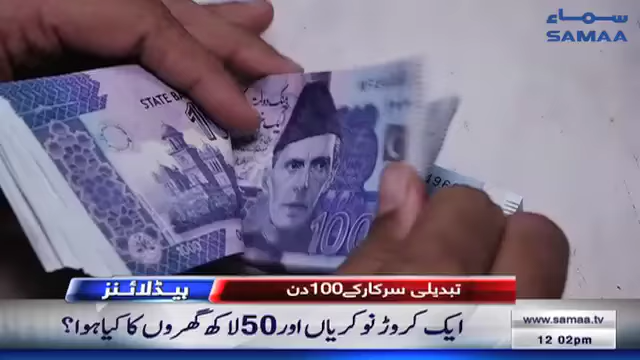 سماء
SAMAA
STATE BA
100
تبدیلی سرکار کے 100 دن
ہیڈلائنز
ایک کروڑ نوکریاں اور 50 لاکھ گھروں کا کیا ہوا؟
www.samaa.tv
12 02pm